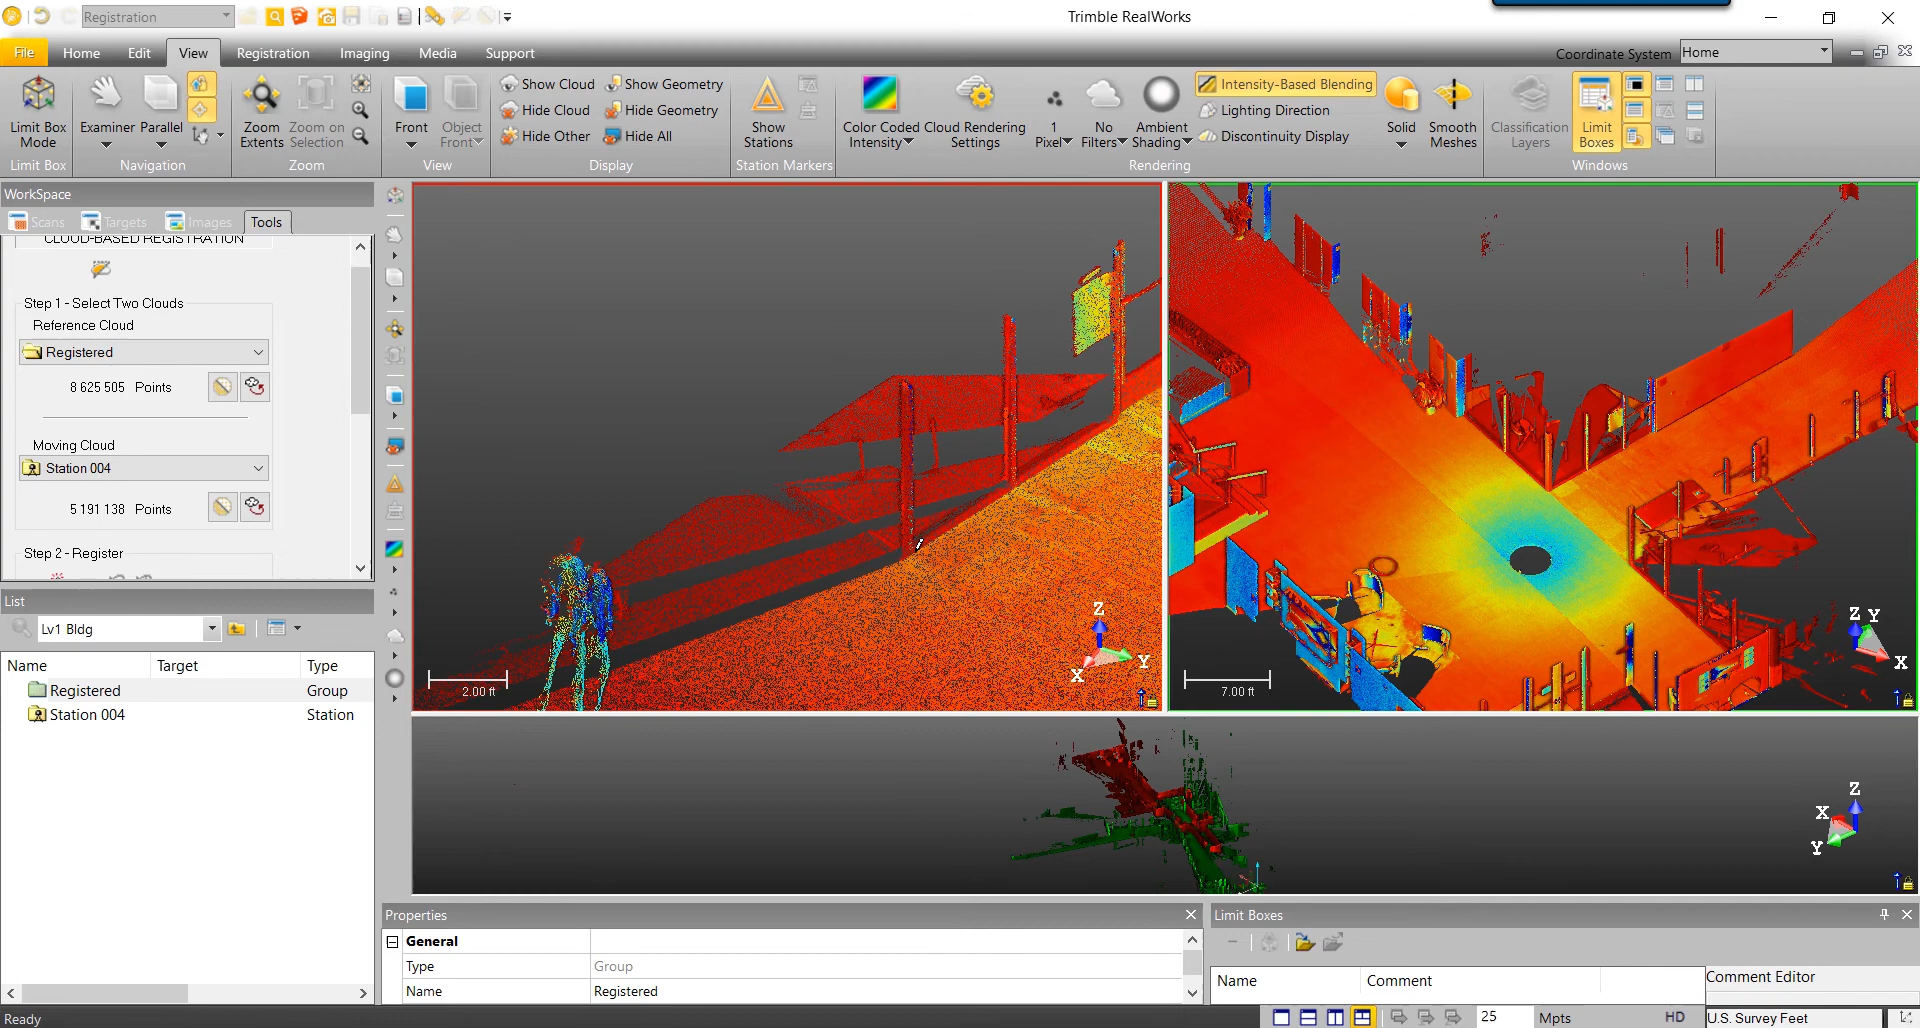 Registration
Trimble RealWorks
File
Home
Edit
View
Registration
Imaging
Media
Support
Coordinate System
Home
Limit Box Mode
Limit Box
Examiner
Parallel
Navigation
Zoom Extents
Zoom on Selection
Zoom
Front
Object Front
View
Show Cloud
Hide Cloud
Hide Other
Show Geometry
Hide Geometry
Hide All
Display
Show Stations
Station Markers
Color Coded Intensity
Cloud Rendering Settings
1 Pixel
No Filters
Ambient Shading
Intensity-Based Blending
Lighting Direction
Discontinuity Display
Solid
Smooth Meshes
Rendering
Classification Layers
Limit Boxes
Windows
WorkSpace
Scans
Targets
Images
Tools
CLOUD-BASED REGISTRATION
Step 1 - Select Two Clouds
Reference Cloud
Registered
8 625 505 Points
Moving Cloud
Station 004
5 191 138 Points
Step 2 - Register
List
Lv1 Bldg
Name Target Type
Registered Group
Station 004 Station
2.00 ft
Z
X
Y
7.00 ft
Z Y
X
Z
X
Y
Properties
General
Type Group
Name Registered
Limit Boxes
Name Comment
Comment Editor
Ready
25
Mpts
HD
U.S. Survey Feet